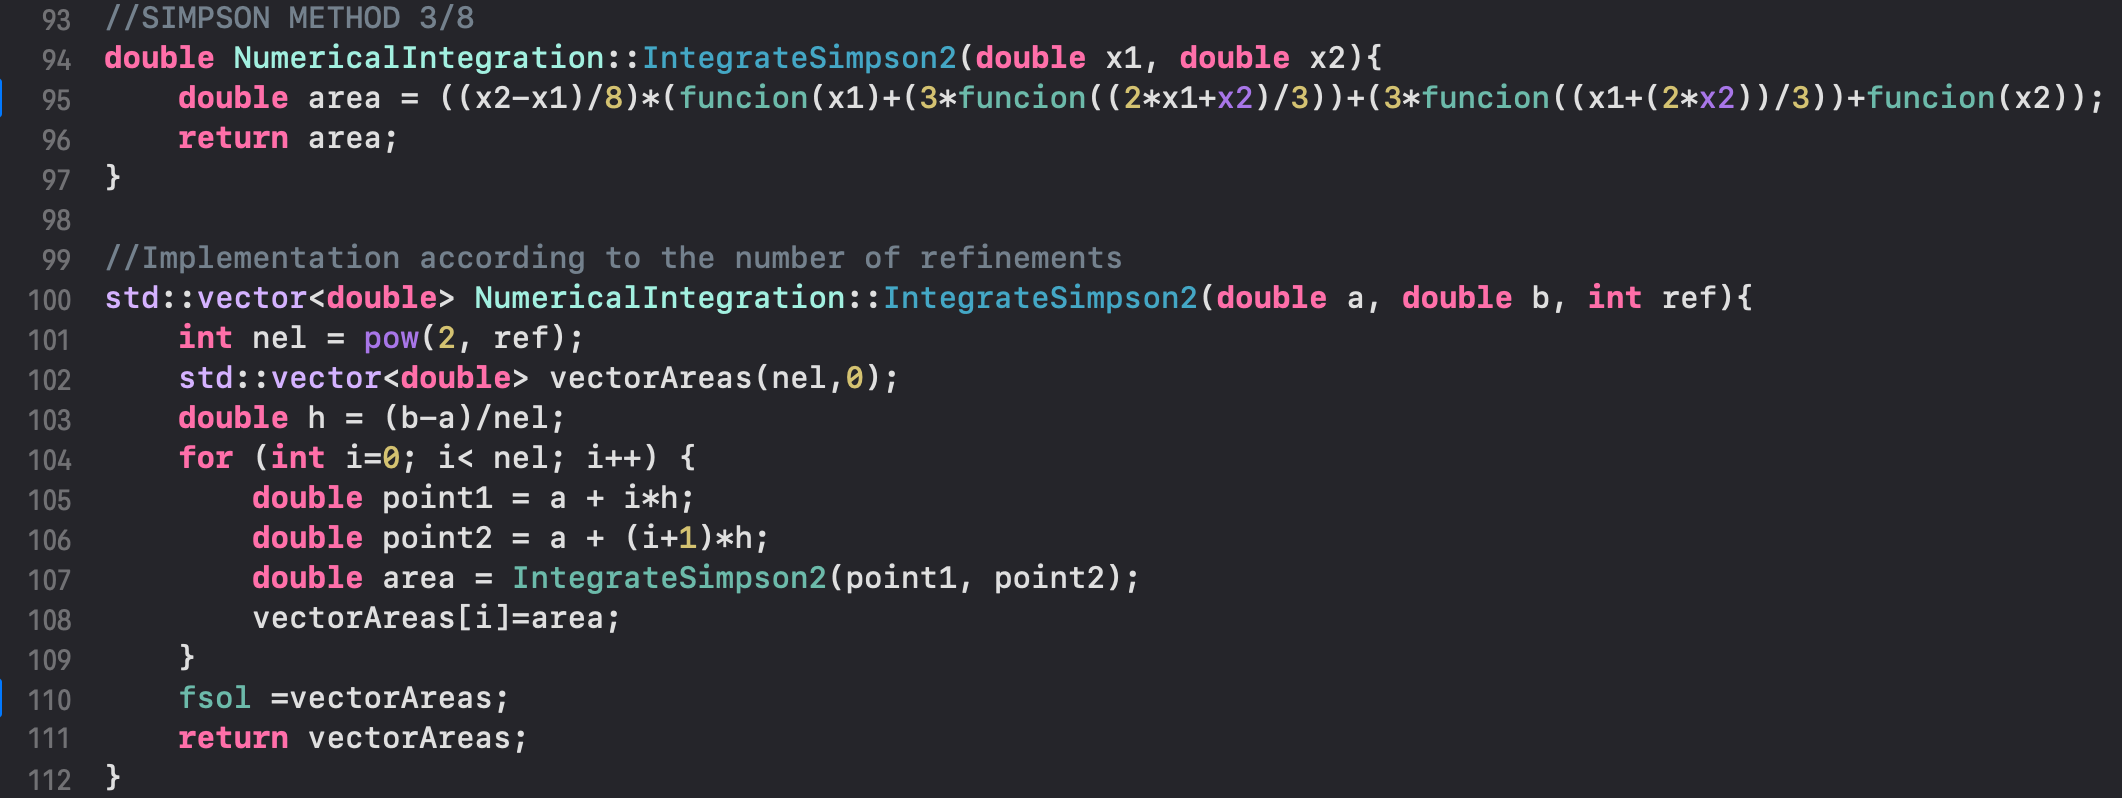 93 //SIMPSON METHOD 3/8
94 double NumericalIntegration::IntegrateSimpson2(double x1, double x2){
95     double area = ((x2-x1)/8)*(funcion(x1)+(3*funcion((2*x1+x2)/3))+(3*funcion((x1+(2*x2))/3))+funcion(x2));
96     return area;
97 }
98
99 //Implementation according to the number of refinements
100 std::vector<double> NumericalIntegration::IntegrateSimpson2(double a, double b, int ref){
101     int nel = pow(2, ref);
102     std::vector<double> vectorAreas(nel,0);
103     double h = (b-a)/nel;
104     for (int i=0; i< nel; i++) {
105         double point1 = a + i*h;
106         double point2 = a + (i+1)*h;
107         double area = IntegrateSimpson2(point1, point2);
108         vectorAreas[i]=area;
109     }
110     fsol =vectorAreas;
111     return vectorAreas;
112 }